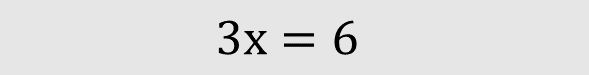 3x = 6